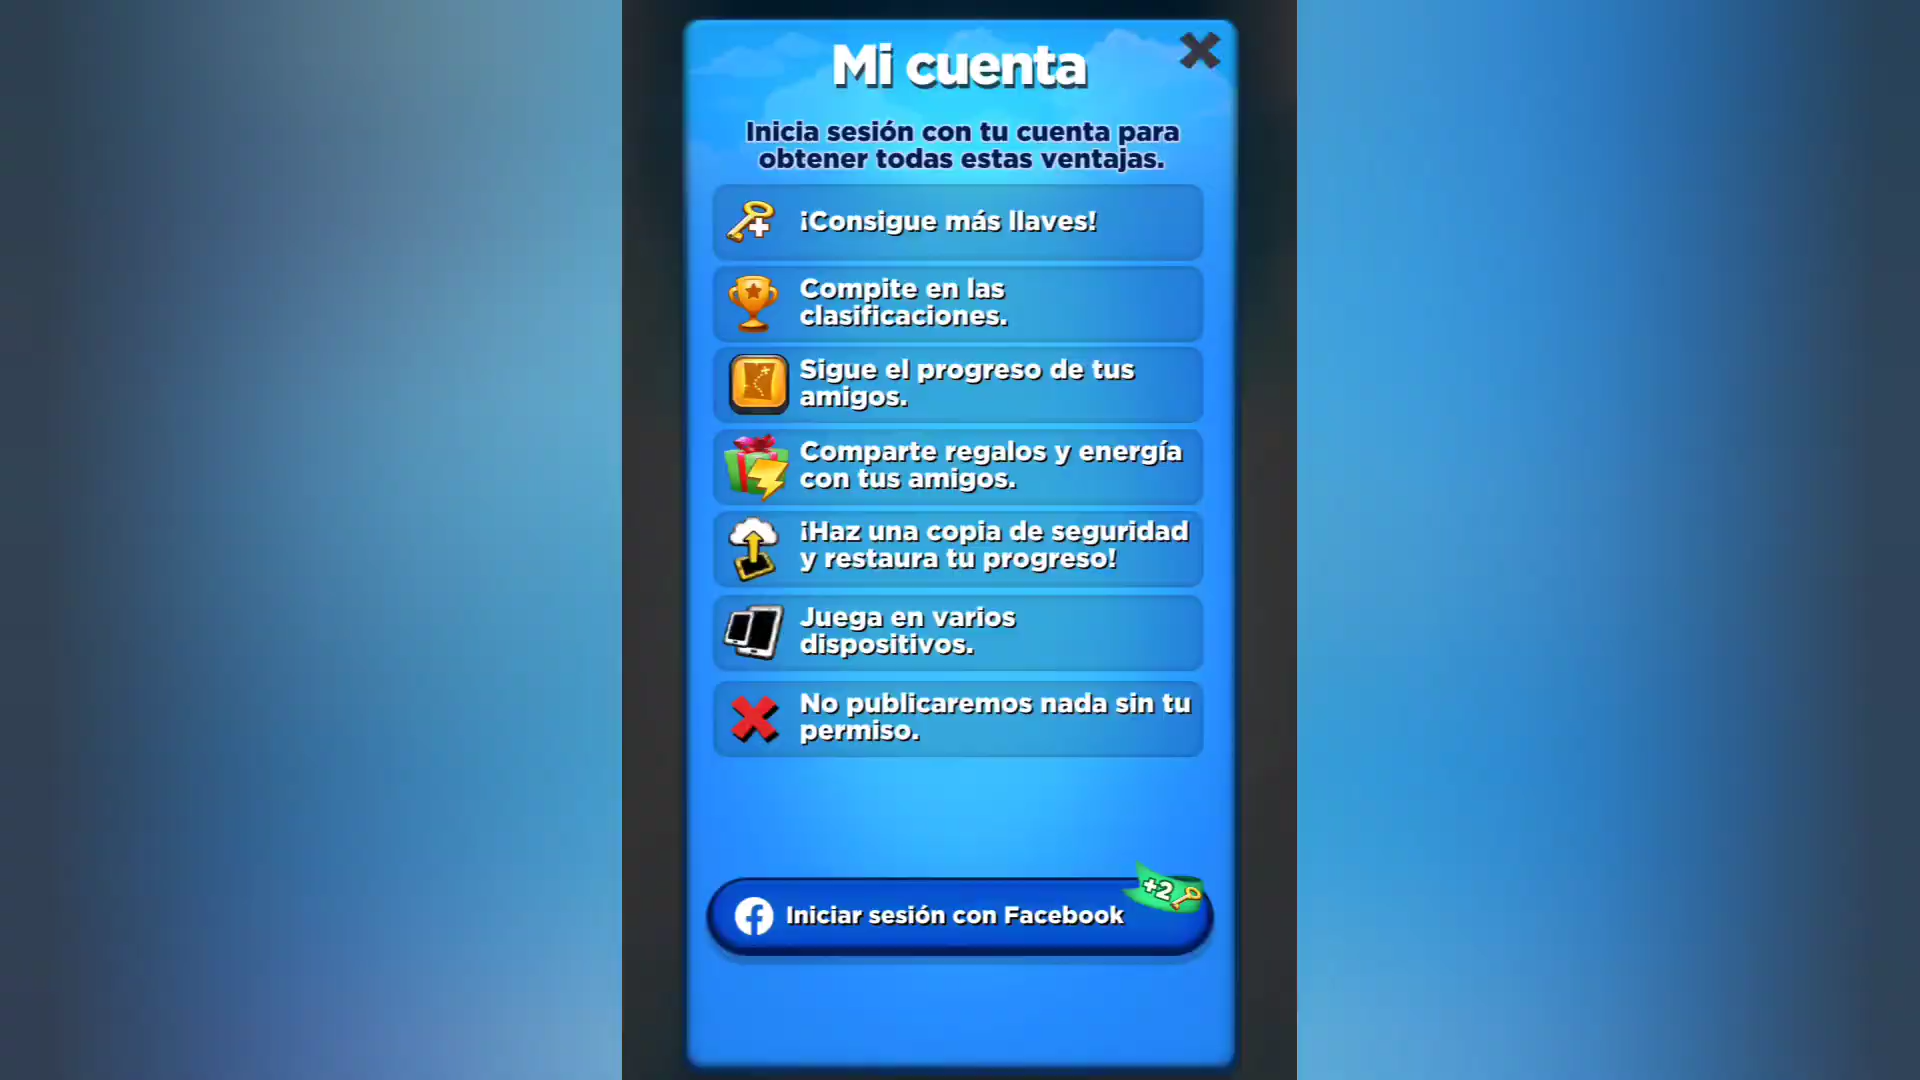 Mi cuenta
Inicia sesión con tu cuenta para
obtener todas estas ventajas.
¡Consigue más llaves!
Compite en las
clasificaciones.
Sigue el progreso de tus
amigos.
Comparte regalos y energía
con tus amigos.
¡Haz una copia de seguridad
y restaura tu progreso!
Juega en varios
dispositivos.
No publicaremos nada sin tu
permiso.
+2
Iniciar sesión con Facebook